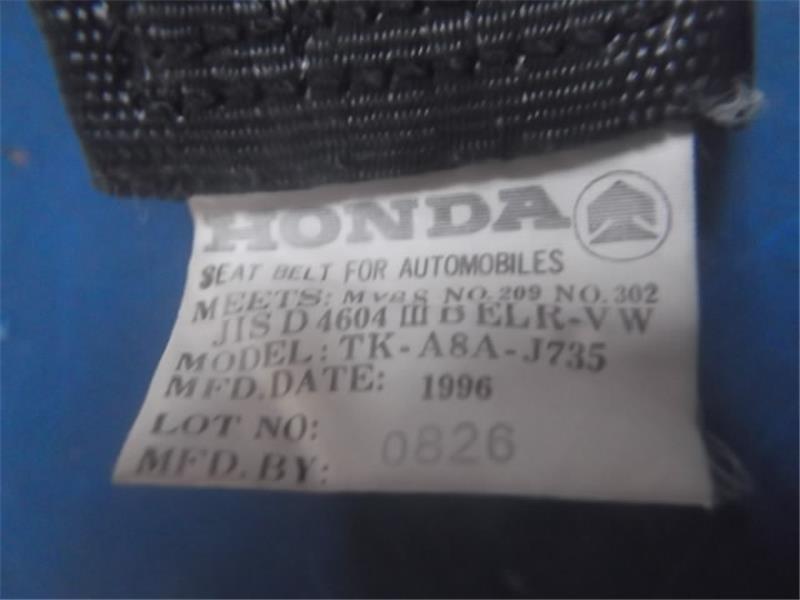 HONDA
SEAT BELT FOR AUTOMOBILES
MEETS: MVSS NO.209 NO.302
JIS D 4604 III B ELR-VW
MODEL: TK-A8A-J735
MFD.DATE: 1996
LOT NO: 0826
MFD.BY: